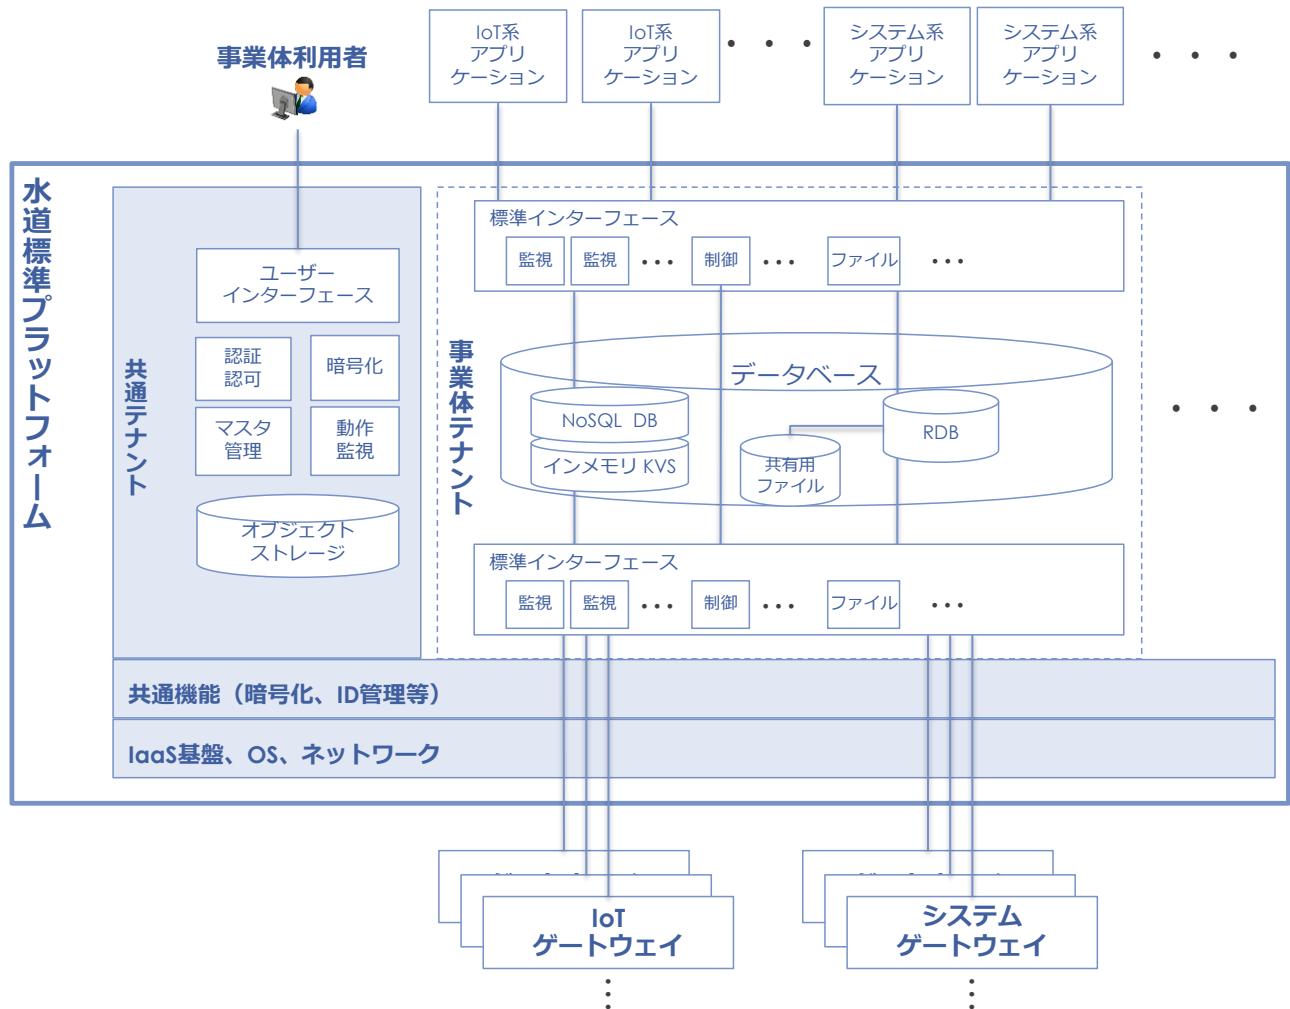 事業体利用者
IoT系
アプリ
ケーション
IoT系
アプリ
ケーション
・・・
システム系
アプリ
ケーション
システム系
アプリ
ケーション
・・・
水道標準プラットフォーム
共通テナント
ユーザー
インターフェース
認証
認可
暗号化
マスタ
管理
動作
監視
オブジェクト
ストレージ
事業体テナント
標準インターフェース
監視
監視
・・・
制御
・・・
ファイル
・・・
データベース
NoSQL DB
インメモリ KVS
共有用
ファイル
RDB
・・・
標準インターフェース
監視
監視
・・・
制御
・・・
ファイル
・・・
共通機能（暗号化、ID管理等）
IaaS基盤、OS、ネットワーク
IoT
ゲートウェイ
システム
ゲートウェイ